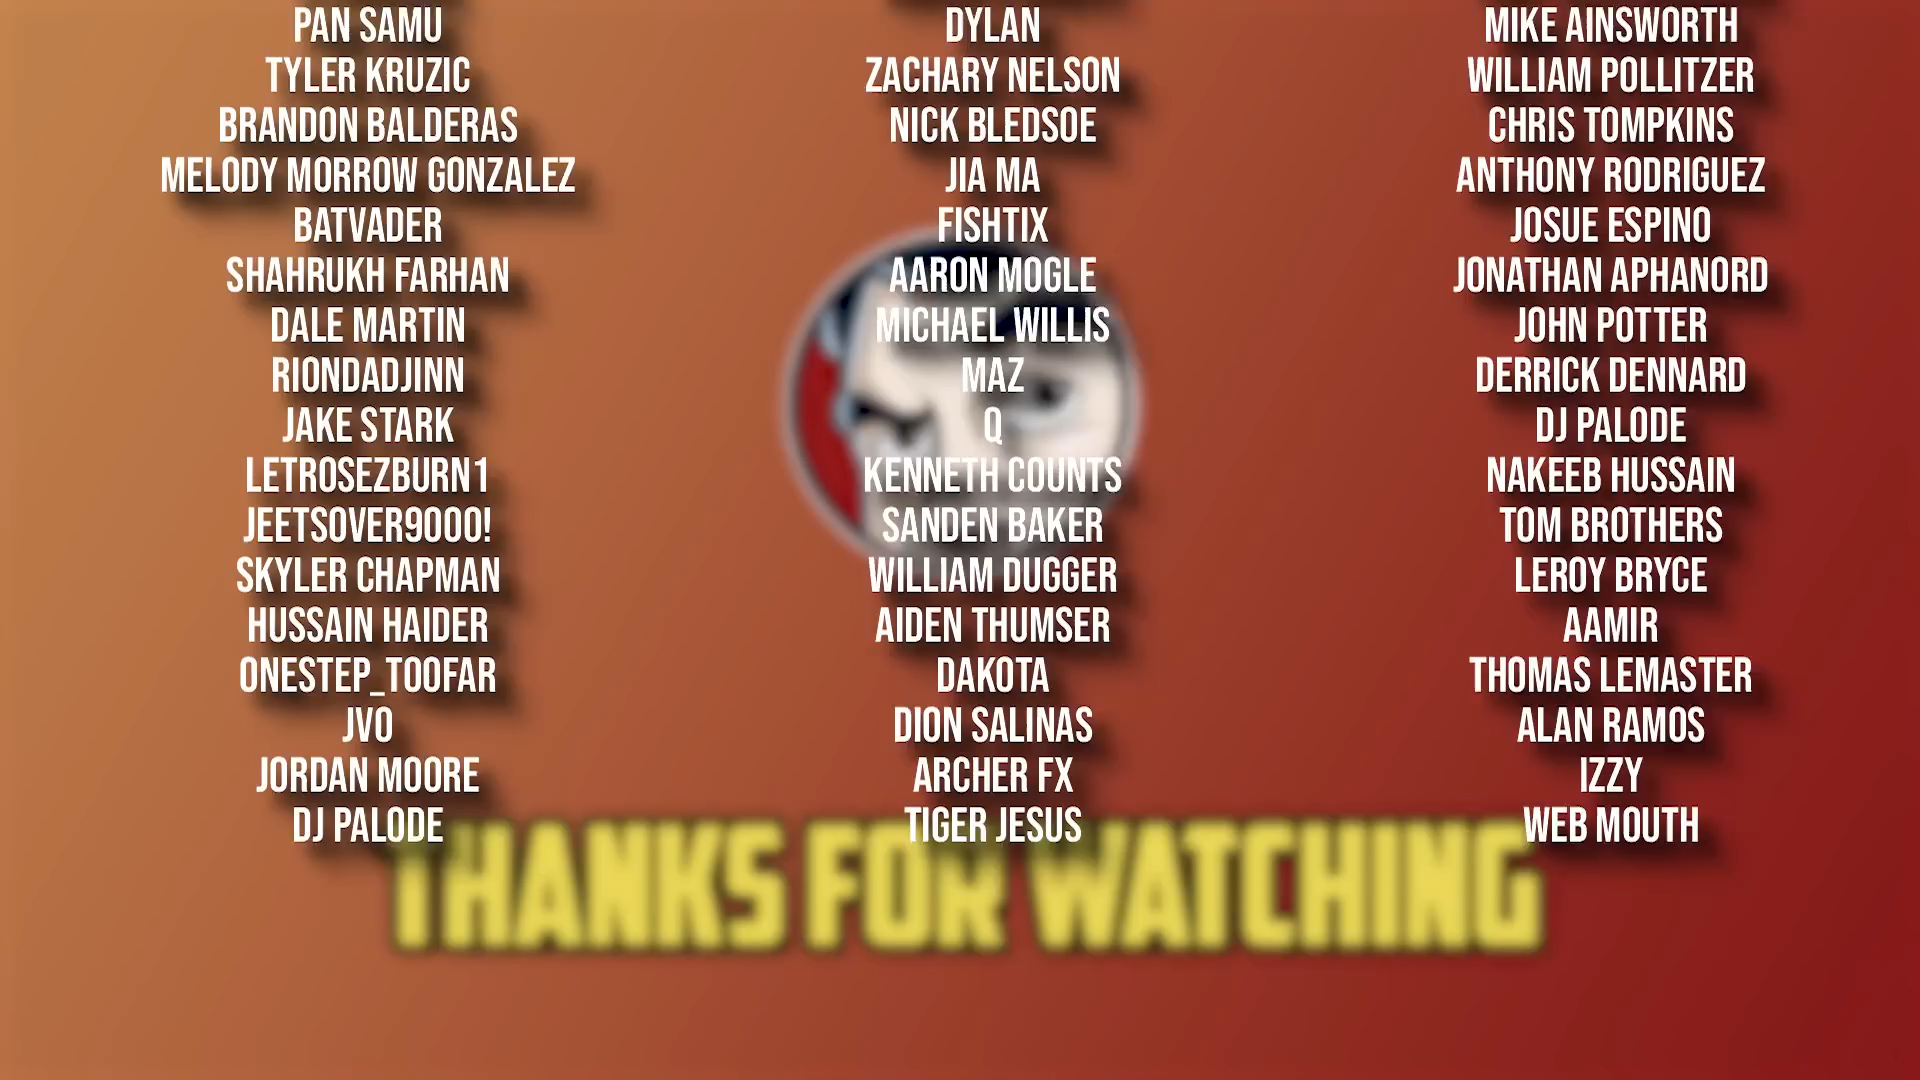 PAN SAMU
TYLER KRUZIC
BRANDON BALDERAS
MELODY MORROW GONZALEZ
BATVADER
SHAHRUKH FARHAN
DALE MARTIN
RIONDADJINN
JAKE STARK
LETROSEZBURN1
JEETSOVER9000!
SKYLER CHAPMAN
HUSSAIN HAIDER
ONESTEP_TOOFAR
JVO
JORDAN MOORE
DJ PALODE
DYLAN
ZACHARY NELSON
NICK BLEDSOE
JIA MA
FISHTIX
AARON MOGLE
MICHAEL WILLIS
MAZ
Q
KENNETH COUNTS
SANDEN BAKER
WILLIAM DUGGER
AIDEN THUMSER
DAKOTA
DION SALINAS
ARCHER FX
TIGER JESUS
MIKE AINSWORTH
WILLIAM POLLITZER
CHRIS TOMPKINS
ANTHONY RODRIGUEZ
JOSUE ESPINO
JONATHAN APHANORD
JOHN POTTER
DERRICK DENNARD
DJ PALODE
NAKEEB HUSSAIN
TOM BROTHERS
LEROY BRYCE
AAMIR
THOMAS LEMASTER
ALAN RAMOS
IZZY
WEB MOUTH
THANKS FOR WATCHING